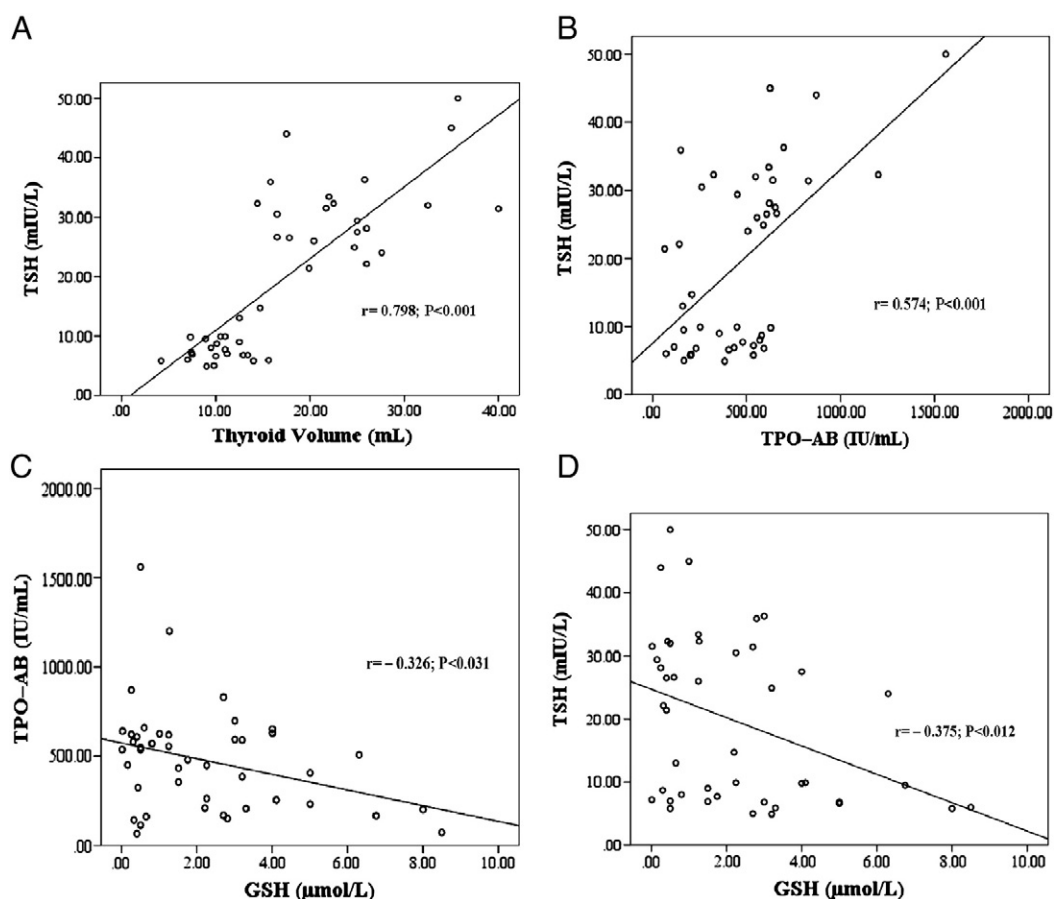 A
50.00
40.00
30.00
20.00
10.00
.00
TSH (mIU/L)
r= 0.798; P<0.001
.00 10.00 20.00 30.00 40.00
Thyroid Volume (mL)
B
50.00
40.00
30.00
20.00
10.00
.00
TSH (mIU/L)
r= 0.574; P<0.001
.00 500.00 1000.00 1500.00 2000.00
TPO–AB (IU/mL)
C
2000.00
1500.00
1000.00
500.00
.00
TPO–AB (IU/mL)
r= – 0.326; P<0.031
.00 2.00 4.00 6.00 8.00 10.00
GSH (µmol/L)
D
50.00
40.00
30.00
20.00
10.00
.00
TSH (mIU/L)
r= – 0.375; P<0.012
.00 2.00 4.00 6.00 8.00 10.00
GSH (µmol/L)